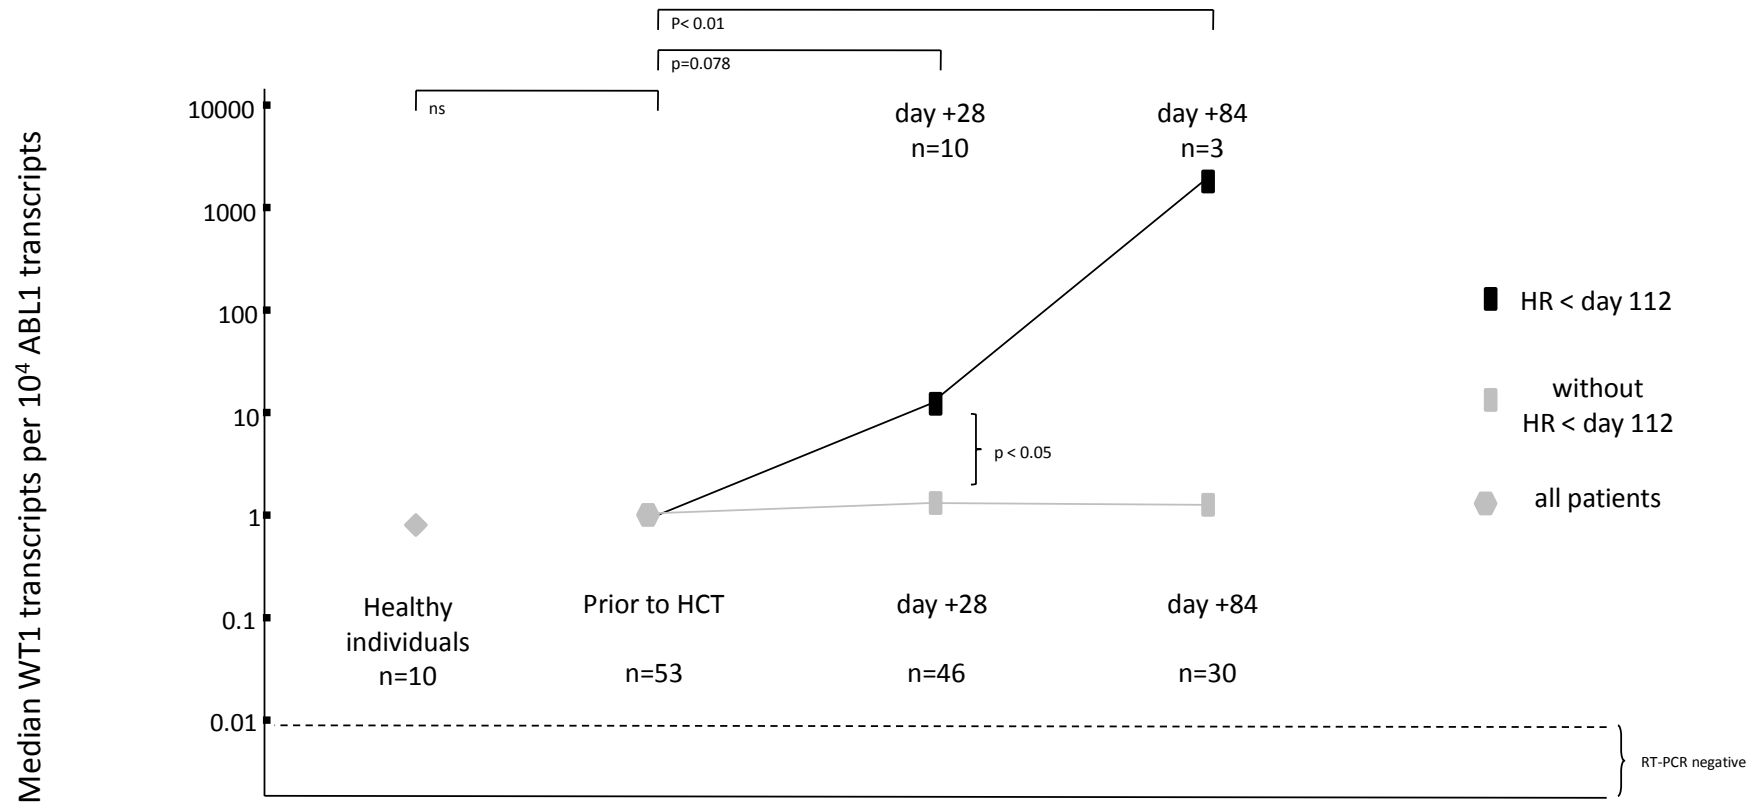 P< 0.01
p=0.078
ns
Median WT1 transcripts per 10⁴ ABL1 transcripts
10000
1000
100
10
1
0.1
0.01
day +28
n=10
day +84
n=3
p < 0.05
HR < day 112
without
HR < day 112
all patients
Healthy
individuals
n=10
Prior to HCT
n=53
day +28
n=46
day +84
n=30
RT-PCR negative